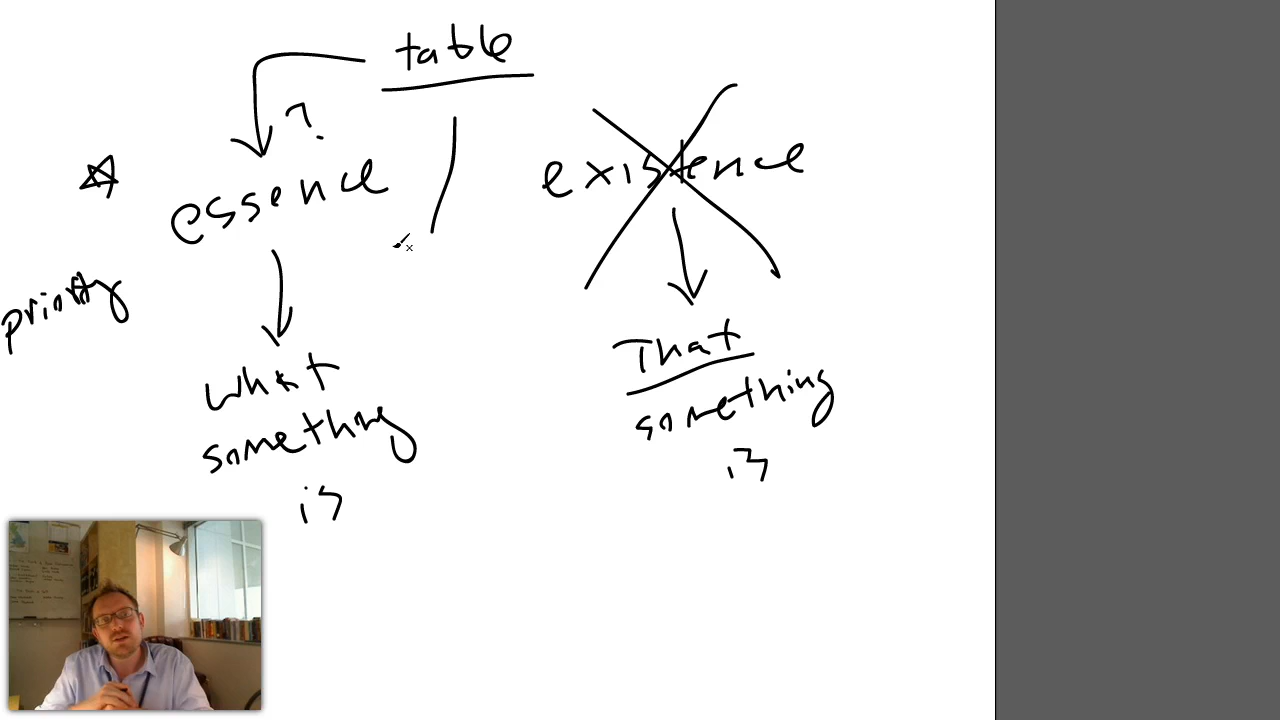 table
?
essence
existence
priority
what
something
is
That
something
is